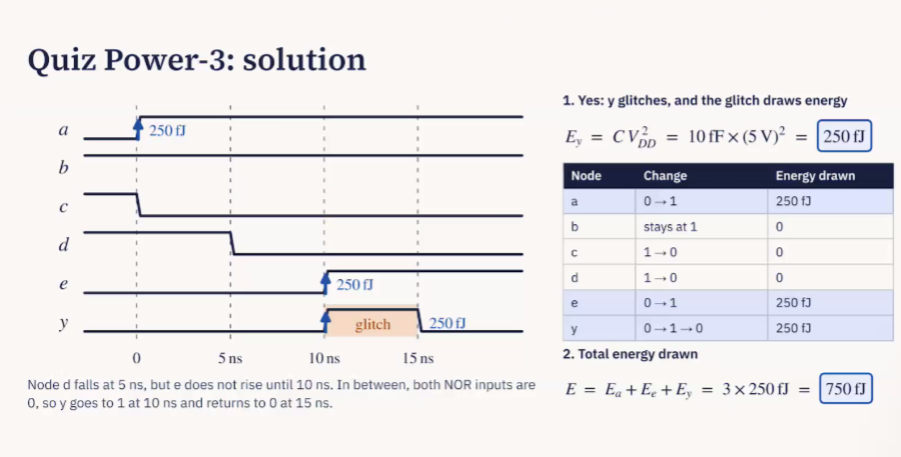 Quiz Power-3: solution
a
250 fJ
b
c
d
e
250 fJ
y
glitch
250 fJ
0
5 ns
10 ns
15 ns
Node d falls at 5 ns, but e does not rise until 10 ns. In between, both NOR inputs are
0, so y goes to 1 at 10 ns and returns to 0 at 15 ns.
1. Yes: y glitches, and the glitch draws energy
E_y = C V_DD^2 = 10 fF × (5 V)² = 250 fJ
Node Change Energy drawn
a 0→1 250 fJ
b stays at 1 0
c 1→0 0
d 1→0 0
e 0→1 250 fJ
y 0→1→0 250 fJ
2. Total energy drawn
E = E_a + E_e + E_y = 3 × 250 fJ = 750 fJ